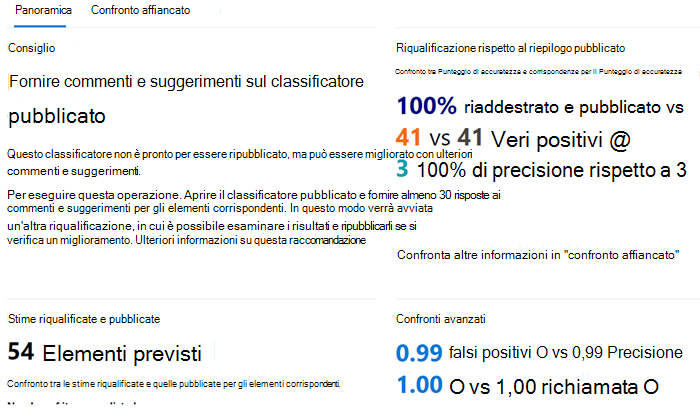 Panoramica Confronto affiancato
Consiglio
Fornire commenti e suggerimenti sul classificatore
pubblicato
Questo classificatore non è pronto per essere ripubblicato, ma può essere migliorato con ulteriori
commenti e suggerimenti.
Per eseguire questa operazione. Aprire il classificatore pubblicato e fornire almeno 30 risposte ai
commenti e suggerimenti per gli elementi corrispondenti. In questo modo verrà avviata
un'altra riqualificazione, in cui è possibile esaminare i risultati e ripubblicarli se si
verifica un miglioramento. Ulteriori informazioni su questa raccomandazione
Riqualificazione rispetto al riepilogo pubblicato
Confronto tra Punteggio di accuratezza e corrispondenze per il Punteggio di accuratezza
100% riaddestrato e pubblicato vs
41 vs 41 Veri positivi @
3 100% di precisione rispetto a 3
Confronta altre informazioni in "confronto affiancato"
Stime riqualificate e pubblicate
54 Elementi previsti
Confronto tra le stime riqualificate e quelle pubblicate per gli elementi corrispondenti.
Confronti avanzati
0.99 falsi positivi O vs 0,99 Precisione
1.00 O vs 1,00 richiamata O